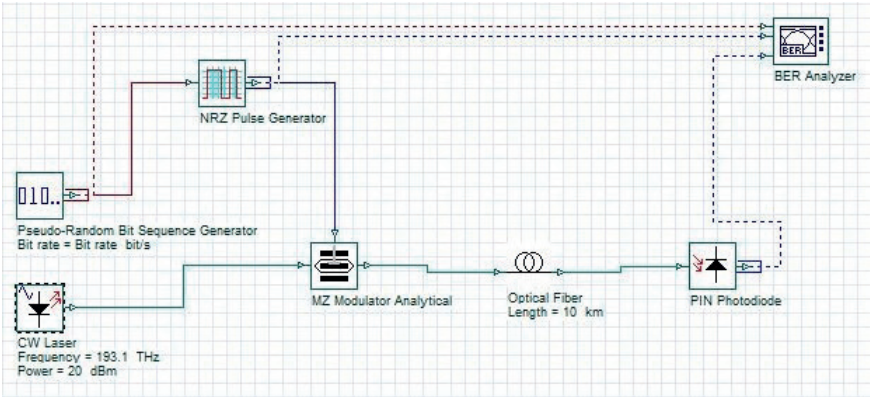 BER
BER Analyzer
NRZ Pulse Generator
010..
Pseudo-Random Bit Sequence Generator
Bit rate = Bit rate bit/s
MZ Modulator Analytical
Optical Fiber
Length = 10 km
PIN Photodiode
CW Laser
Frequency = 193.1 THz
Power = 20 dBm